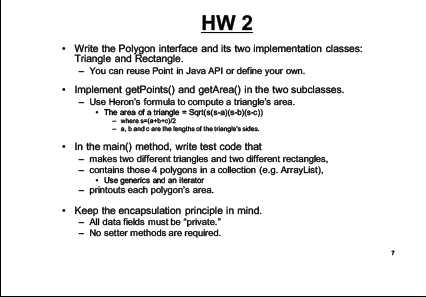 HW 2
• Write the Polygon interface and its two implementation classes:
Triangle and Rectangle.
– You can reuse Point in Java API or define your own.
• Implement getPoints() and getArea() in the two subclasses.
– Use Heron's formula to compute a triangle's area.
• The area of a triangle = Sqrt(s(s-a)(s-b)(s-c))
– where s=(a+b+c)/2
– a, b and c are the lengths of the triangle's sides.
• In the main() method, write test code that
– makes two different triangles and two different rectangles,
– contains those 4 polygons in a collection (e.g. ArrayList),
• Use generics and an iterator
– printouts each polygon's area.
• Keep the encapsulation principle in mind.
– All data fields must be "private."
– No setter methods are required.
7